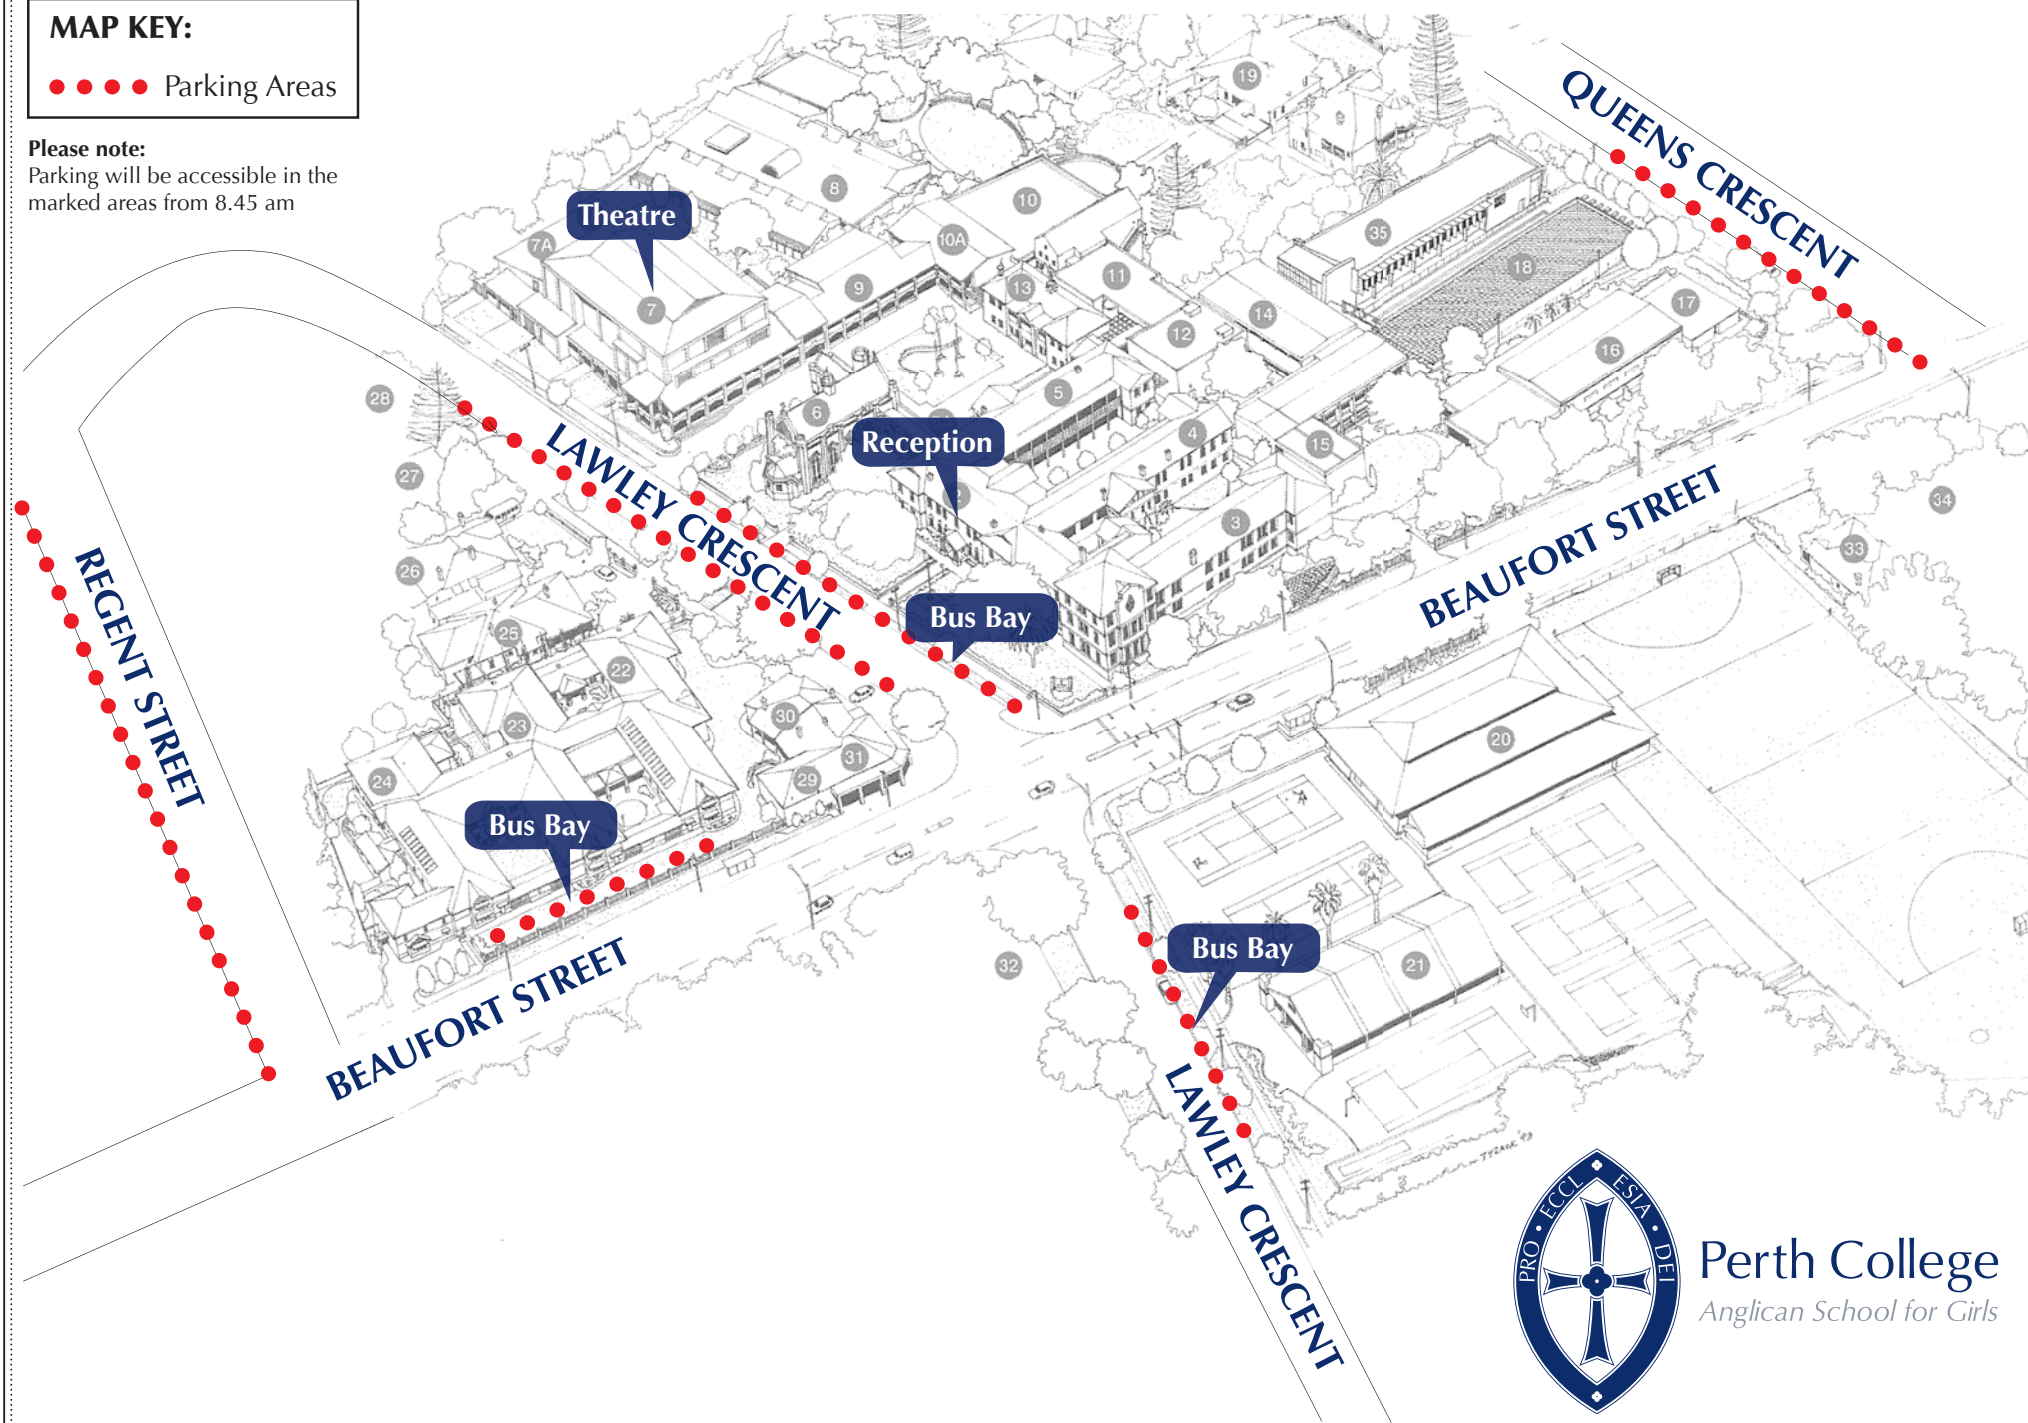 MAP KEY:
Parking Areas
Please note:
Parking will be accessible in the
marked areas from 8.45 am
QUEENS CRESCENT
19
8
Theatre
10
7A
10A
35
18
11
13
9
7
14
17
12
16
28
5
6
4
Reception
15
LAWLEY CRESCENT
27
2
3
34
BEAUFORT STREET
33
26
REGENT STREET
Bus Bay
25
22
30
23
20
31
29
24
Bus Bay
Bus Bay
32
21
BEAUFORT STREET
LAWLEY CRESCENT
PRO • ECCLESIA • DEI
Perth College
Anglican School for Girls